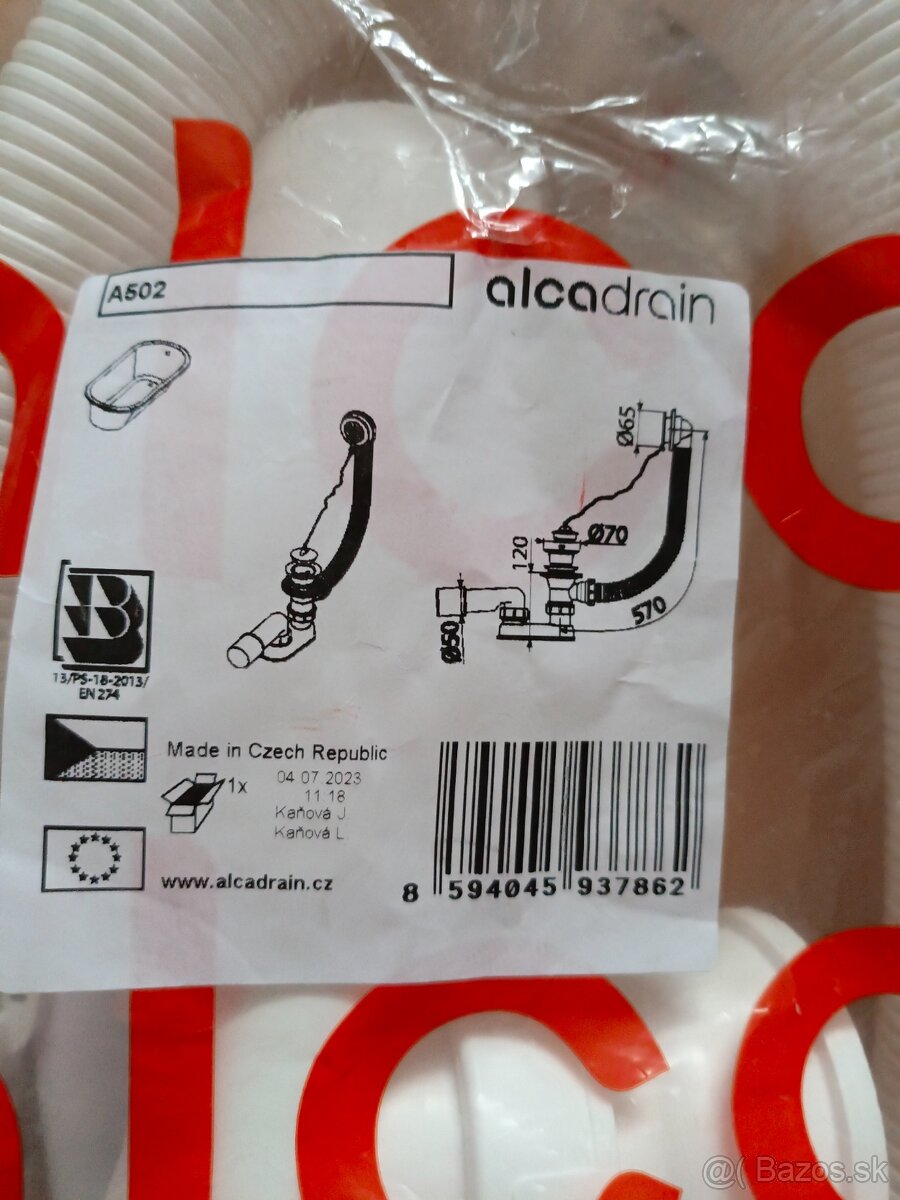 A502
alcadrain
Ø65
Ø70
120
570
Ø50
13/PS-18-2013/
EN 274
Made in Czech Republic
1x
04 07 2023
11 18
Kaňová J
Kaňová L
www.alcadrain.cz
8 594045 937862
@( Bazos.sk